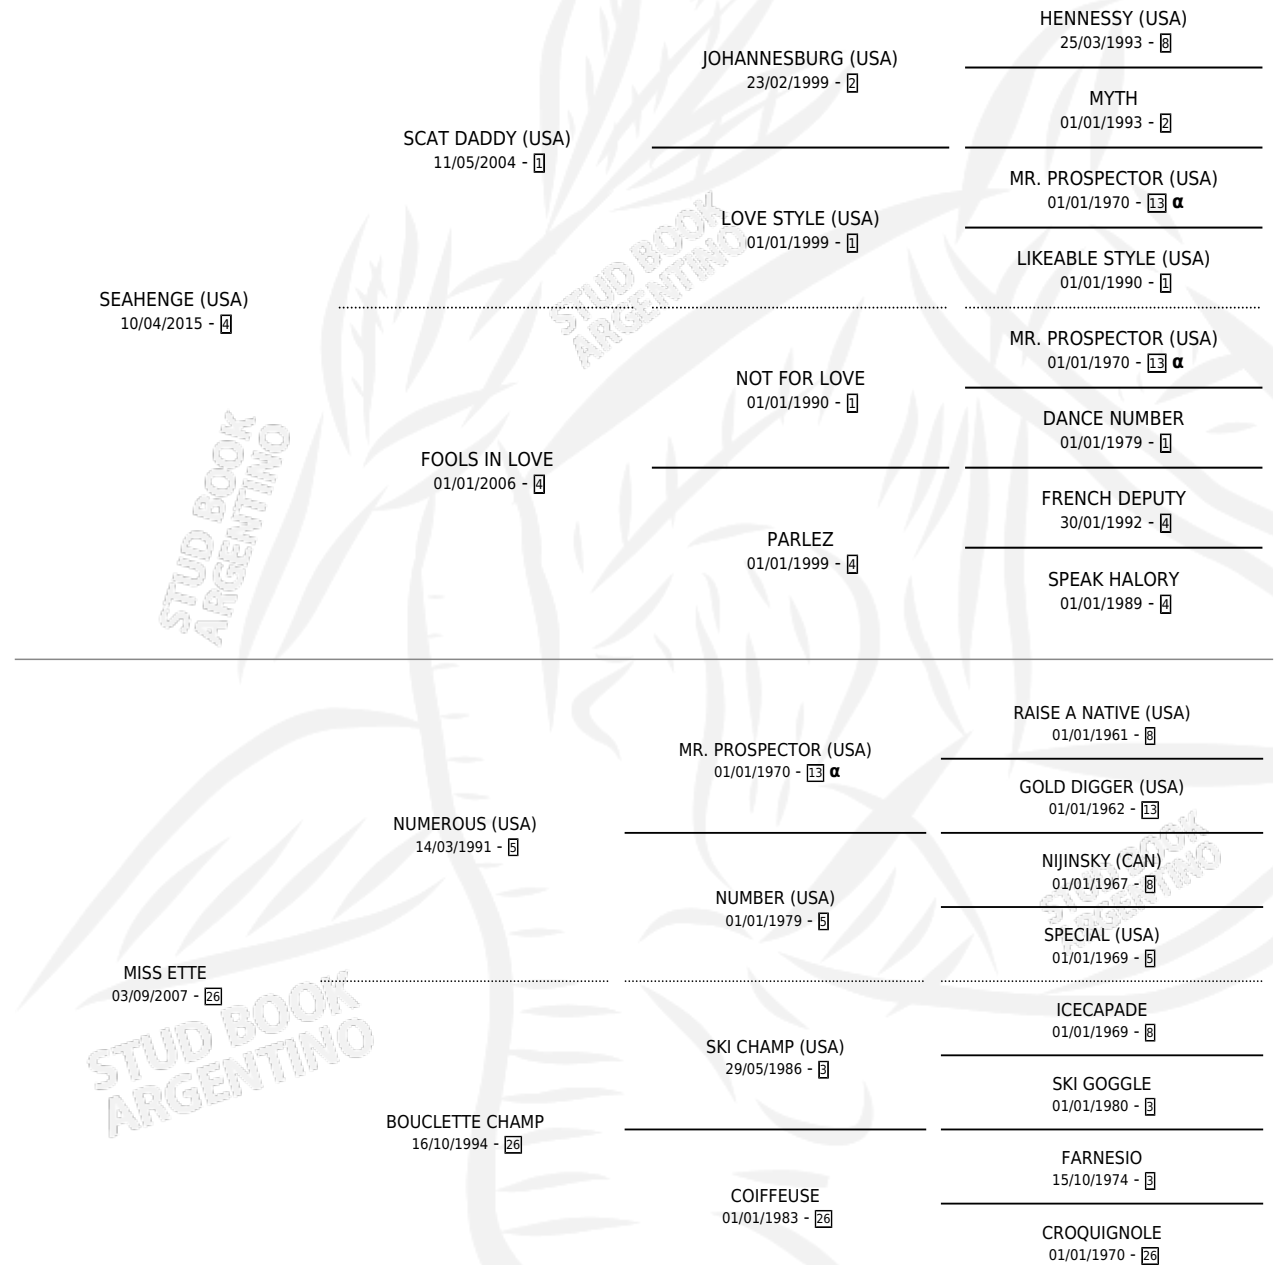 HENNESSY (USA)
25/03/1993 - 8
JOHANNESBURG (USA)
23/02/1999 - 2
MYTH
01/01/1993 - 2
SCAT DADDY (USA)
11/05/2004 - 1
MR. PROSPECTOR (USA)
01/01/1970 - 13 α
LOVE STYLE (USA)
01/01/1999 - 1
LIKEABLE STYLE (USA)
01/01/1990 - 1
SEAHENGE (USA)
10/04/2015 - 4
MR. PROSPECTOR (USA)
01/01/1970 - 13 α
NOT FOR LOVE
01/01/1990 - 1
DANCE NUMBER
01/01/1979 - 1
FOOLS IN LOVE
01/01/2006 - 4
FRENCH DEPUTY
30/01/1992 - 4
PARLEZ
01/01/1999 - 4
SPEAK HALORY
01/01/1989 - 4
RAISE A NATIVE (USA)
01/01/1961 - 8
MR. PROSPECTOR (USA)
01/01/1970 - 13 α
GOLD DIGGER (USA)
01/01/1962 - 13
NUMEROUS (USA)
14/03/1991 - 5
NIJINSKY (CAN)
01/01/1967 - 8
NUMBER (USA)
01/01/1979 - 5
SPECIAL (USA)
01/01/1969 - 5
MISS ETTE
03/09/2007 - 26
ICECAPADE
01/01/1969 - 8
SKI CHAMP (USA)
29/05/1986 - 3
SKI GOGGLE
01/01/1980 - 3
BOUCLETTE CHAMP
16/10/1994 - 26
FARNESIO
15/10/1974 - 3
COIFFEUSE
01/01/1983 - 26
CROQUIGNOLE
01/01/1970 - 26
STUD BOOK
ARGENTINO
STUD BOOK
ARGENTINO
STUD BOOK
ARGENTINO
STUD BOOK
ARGENTINO